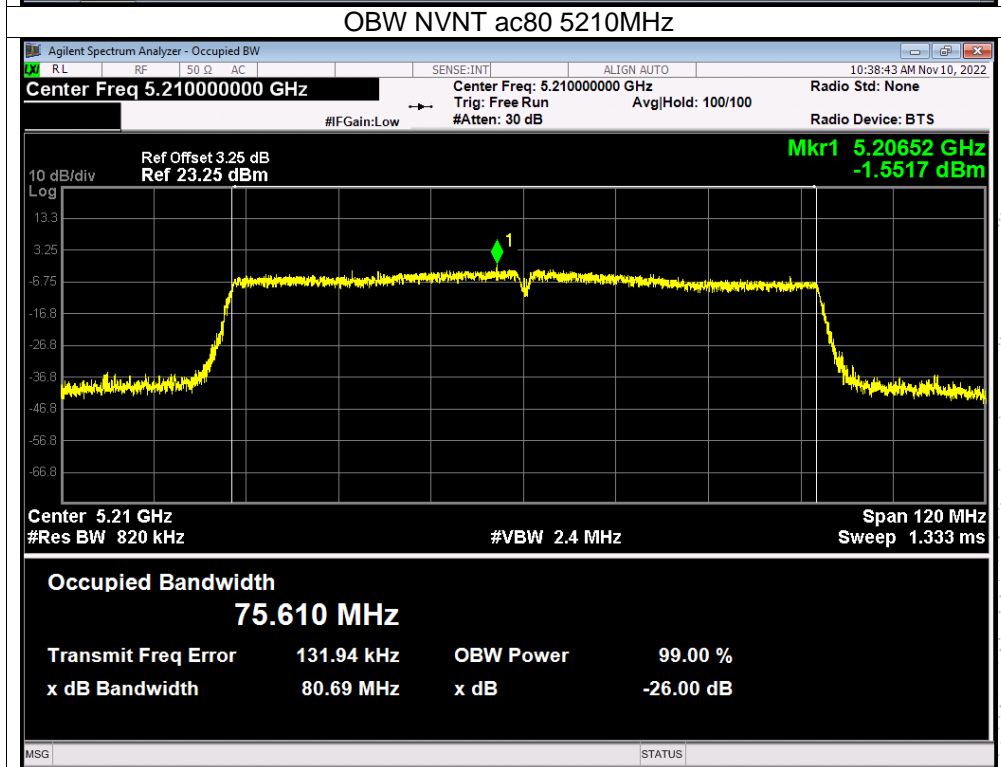 OBW NVNT ac80 5210MHz
Agilent Spectrum Analyzer - Occupied BW
LXI RL RF 50 Ω AC SENSE:INT ALIGN AUTO 10:38:43 AM Nov 10, 2022
Center Freq 5.210000000 GHz Center Freq: 5.210000000 GHz Radio Std: None
Trig: Free Run Avg|Hold: 100/100
#IFGain:Low #Atten: 30 dB Radio Device: BTS
Ref Offset 3.25 dB Mkr1 5.20652 GHz
10 dB/div Ref 23.25 dBm -1.5517 dBm
Log
13.3
1
3.25
-6.75
-16.8
-26.8
-36.8
-46.8
-56.8
-66.8
Center 5.21 GHz Span 120 MHz
#Res BW 820 kHz #VBW 2.4 MHz Sweep 1.333 ms
Occupied Bandwidth
75.610 MHz
Transmit Freq Error 131.94 kHz OBW Power 99.00 %
x dB Bandwidth 80.69 MHz x dB -26.00 dB
MSG STATUS